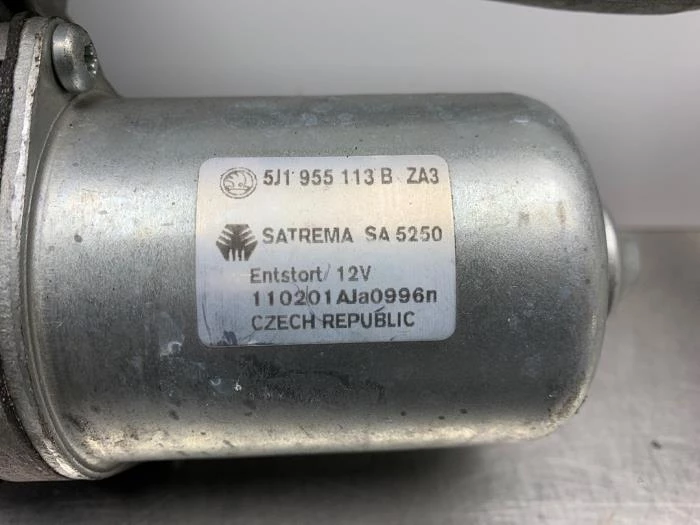 5J1 955 113 B ZA3
SATREMA SA 5250
Entstort/ 12V
110201AJa0996n
CZECH REPUBLIC